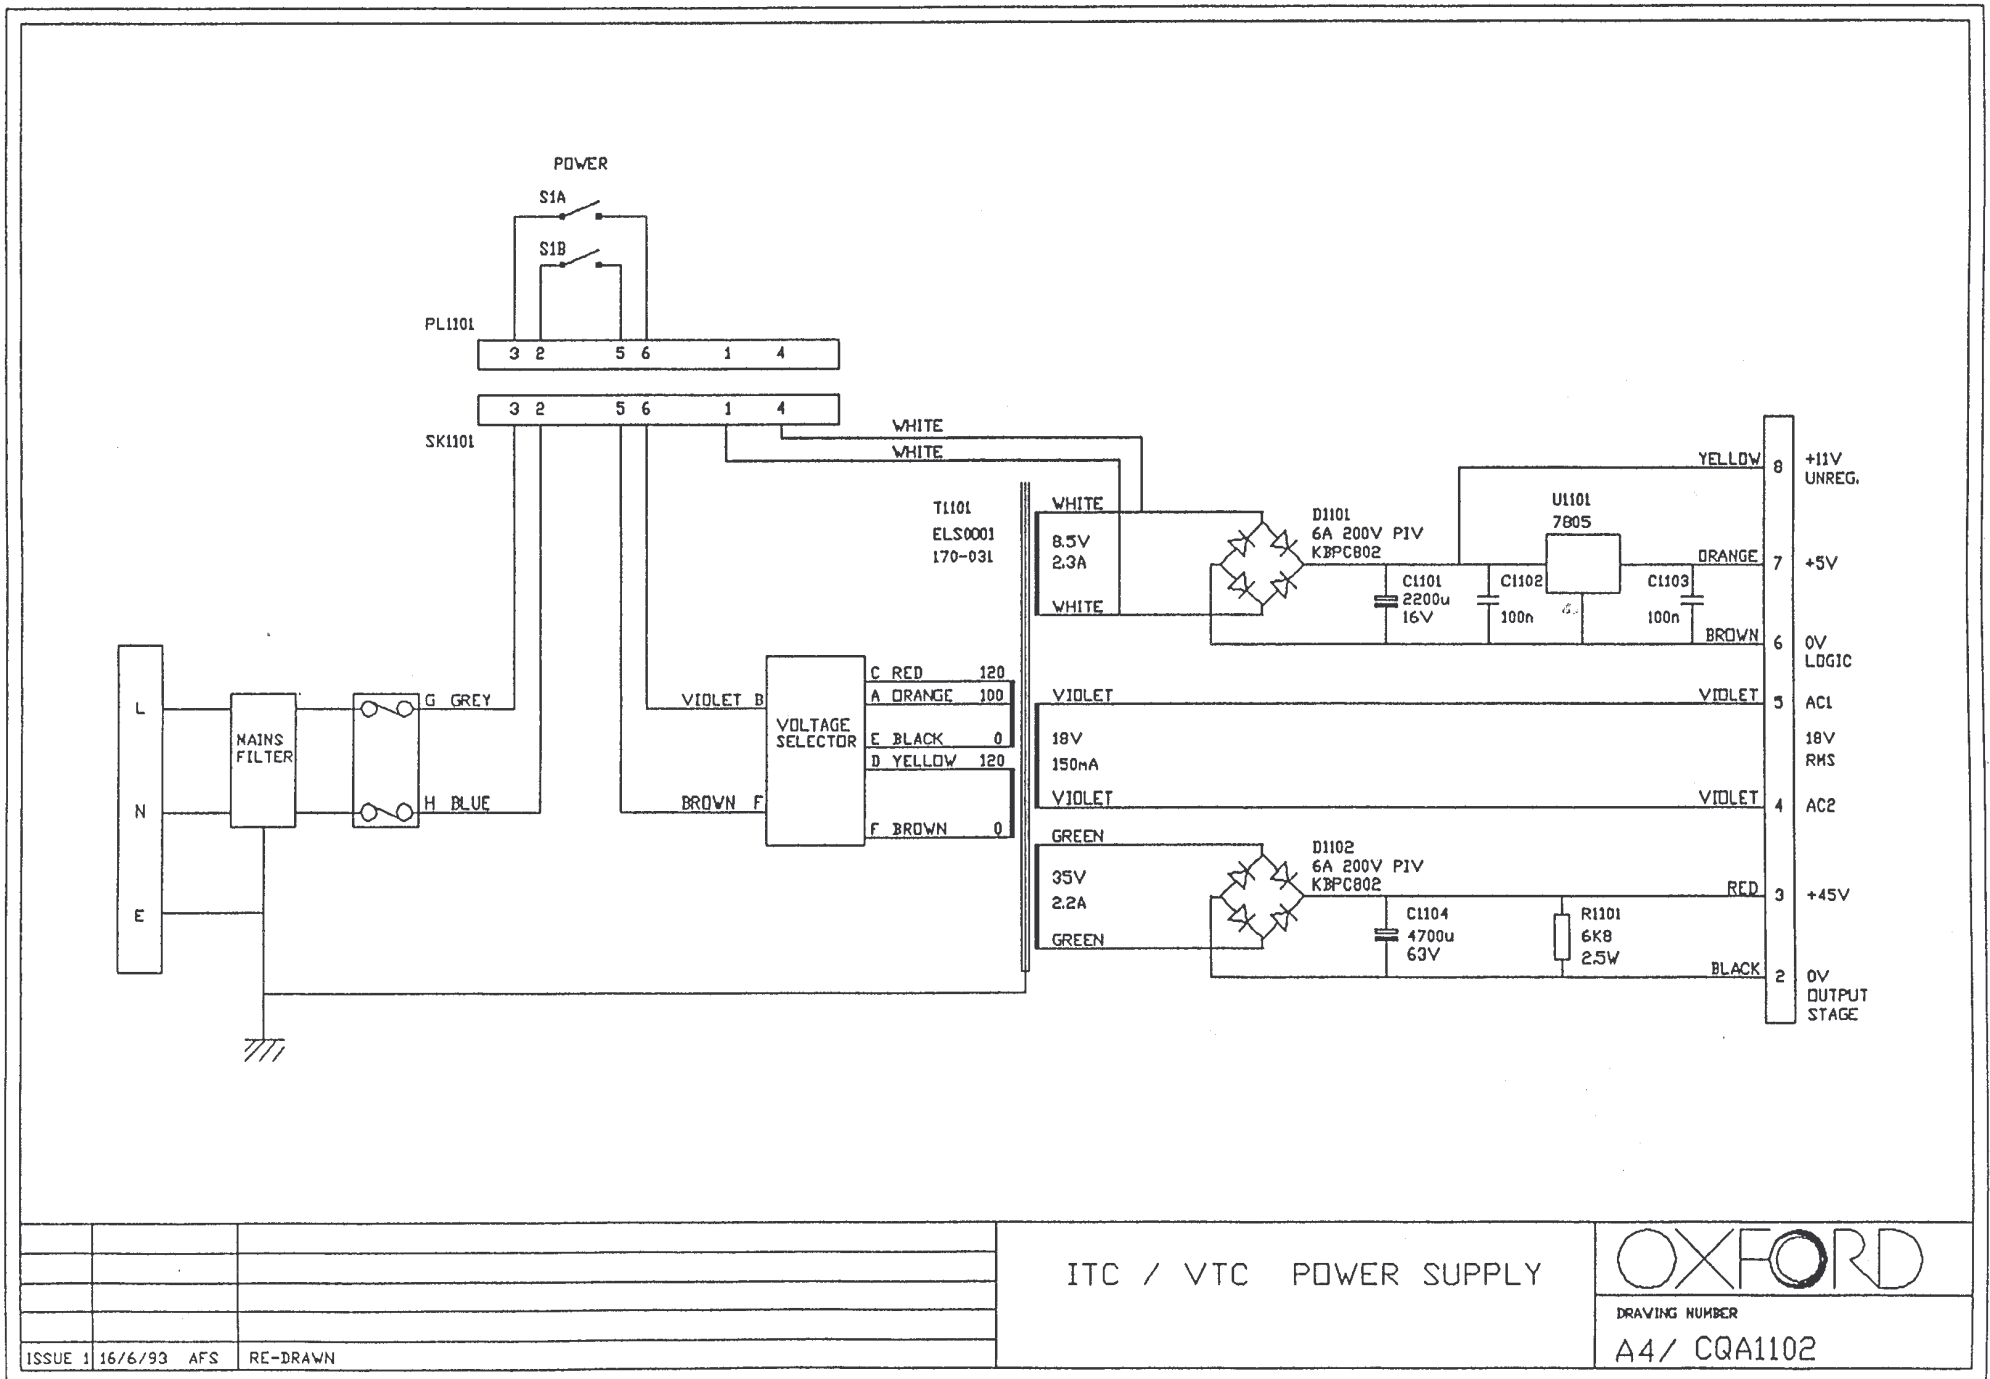 POWER
S1A
S1B
PL1101
3 2 5 6 1 4
3 2 5 6 1 4
SK1101
WHITE
WHITE
T1101
ELS0001
170-031
WHITE
8.5V
2.3A
WHITE
D1101
6A 200V PIV
KBPC802
C1101
2200u
16V
C1102
100n
U1101
7805
C1103
100n
YELLOW 8 +11V
UNREG.
ORANGE 7 +5V
BROWN 6 0V
LOGIC
L
N
E
MAINS
FILTER
G GREY
H BLUE
VIOLET B
BROWN F
VOLTAGE
SELECTOR
C RED 120
A ORANGE 100
E BLACK 0
D YELLOW 120
F BROWN 0
VIOLET
18V
150mA
VIOLET
VIOLET 5 AC1
18V
RMS
VIOLET 4 AC2
GREEN
35V
2.2A
GREEN
D1102
6A 200V PIV
KBPC802
C1104
4700u
63V
R1101
6K8
2.5W
RED 3 +45V
BLACK 2 0V
OUTPUT
STAGE
ISSUE 1 16/6/93 AFS RE-DRAWN
ITC / VTC POWER SUPPLY
OXFORD
DRAWING NUMBER
A4/ CQA1102